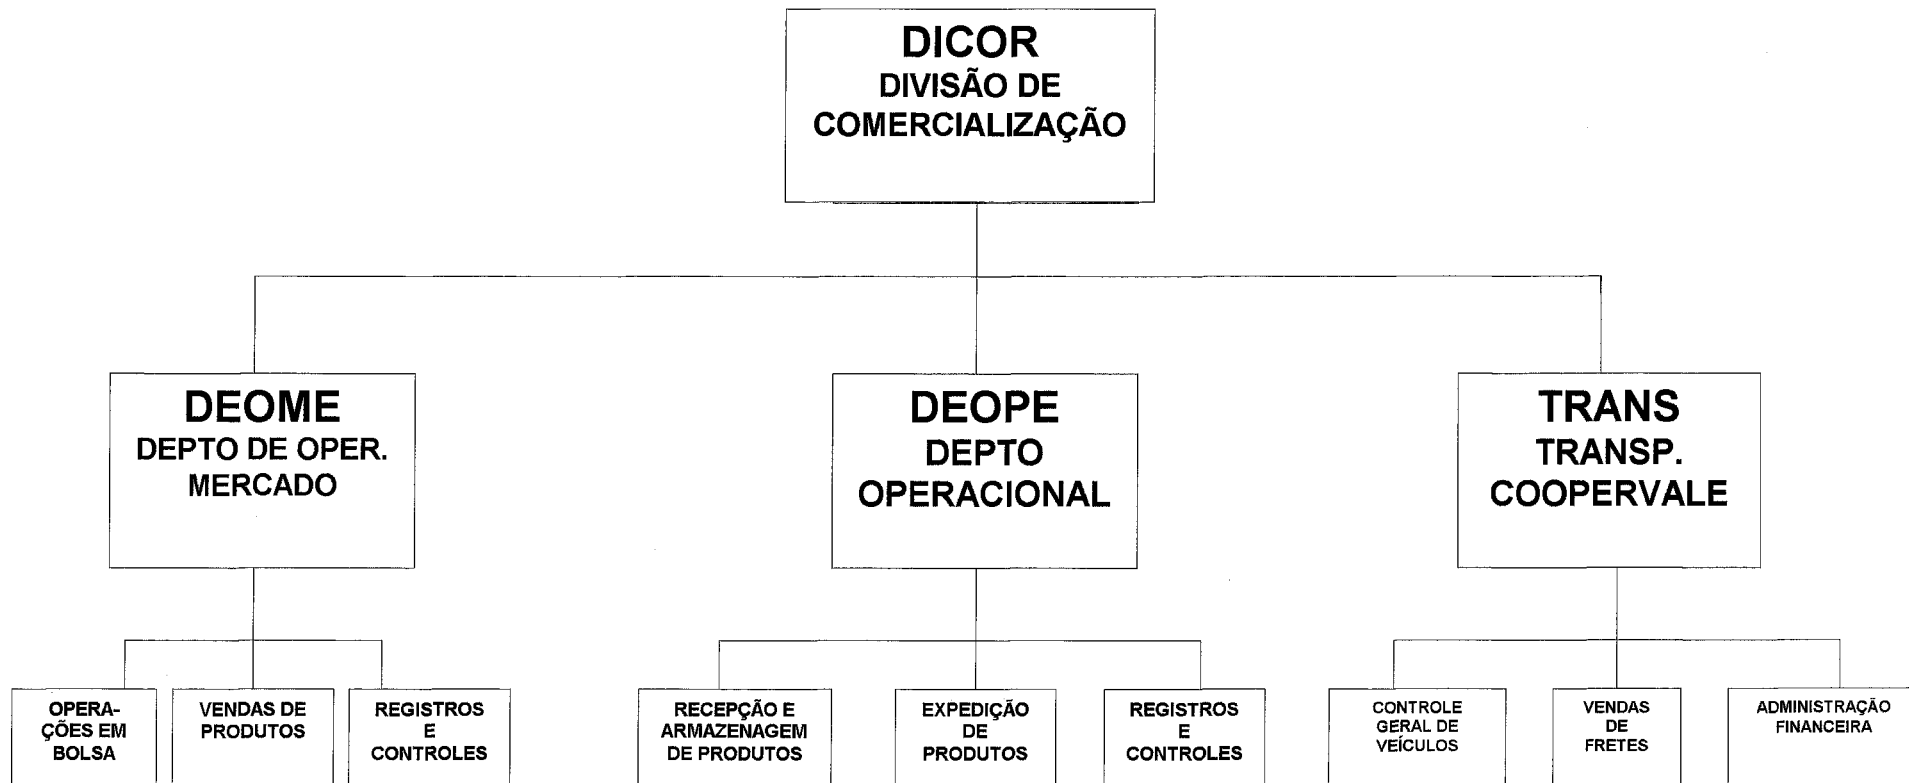 DICOR
DIVISÃO DE
COMERCIALIZAÇÃO
DEOME
DEPTO DE OPER.
MERCADO
DEOPE
DEPTO
OPERACIONAL
TRANS
TRANSP.
COOPERVALE
OPERA-
ÇÕES EM
BOLSA
VENDAS DE
PRODUTOS
REGISTROS
E
CONTROLES
RECEPÇÃO E
ARMAZENAGEM
DE PRODUTOS
EXPEDIÇÃO
DE
PRODUTOS
REGISTROS
E
CONTROLES
CONTROLE
GERAL DE
VEÍCULOS
VENDAS
DE
FRETES
ADMINISTRAÇÃO
FINANCEIRA